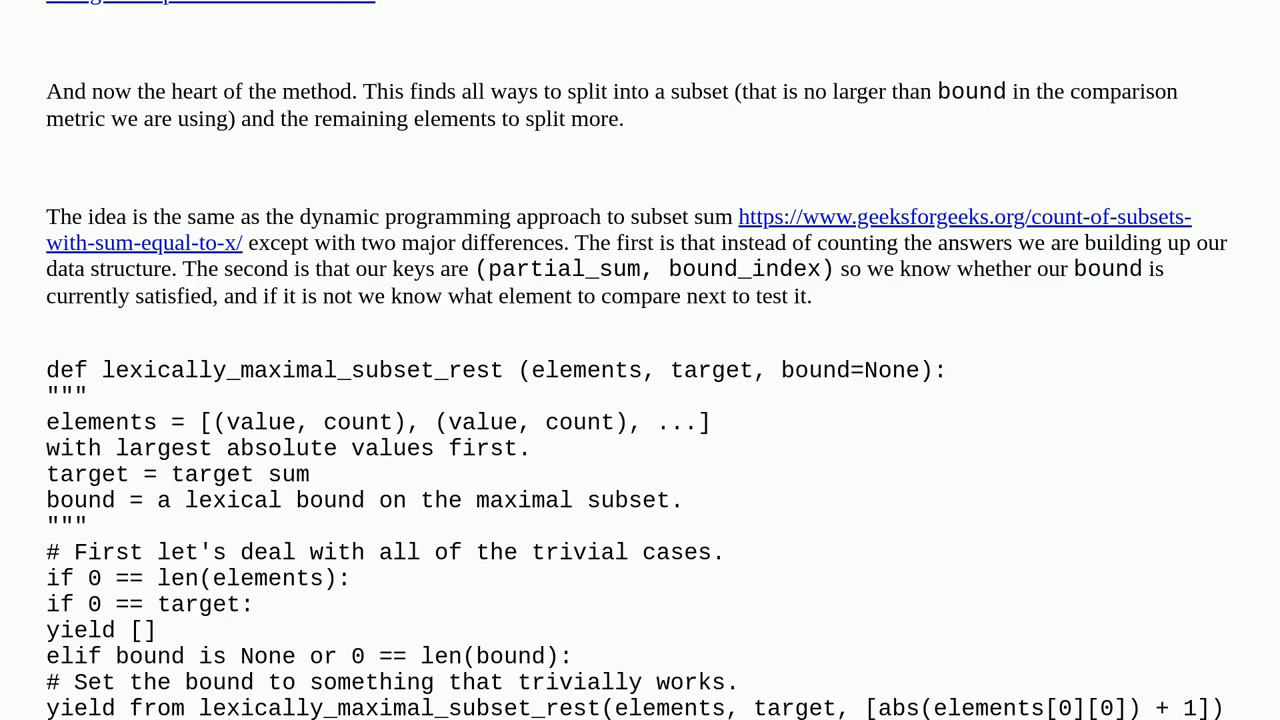 And now the heart of the method. This finds all ways to split into a subset (that is no larger than bound in the comparison
metric we are using) and the remaining elements to split more.
The idea is the same as the dynamic programming approach to subset sum https://www.geeksforgeeks.org/count-of-subsets-
with-sum-equal-to-x/ except with two major differences. The first is that instead of counting the answers we are building up our
data structure. The second is that our keys are (partial_sum, bound_index) so we know whether our bound is
currently satisfied, and if it is not we know what element to compare next to test it.
def lexically_maximal_subset_rest (elements, target, bound=None):
"""
elements = [(value, count), (value, count), ...]
with largest absolute values first.
target = target sum
bound = a lexical bound on the maximal subset.
"""
# First let's deal with all of the trivial cases.
if 0 == len(elements):
if 0 == target:
yield []
elif bound is None or 0 == len(bound):
# Set the bound to something that trivially works.
yield from lexically_maximal_subset_rest(elements, target, [abs(elements[0][0]) + 1])